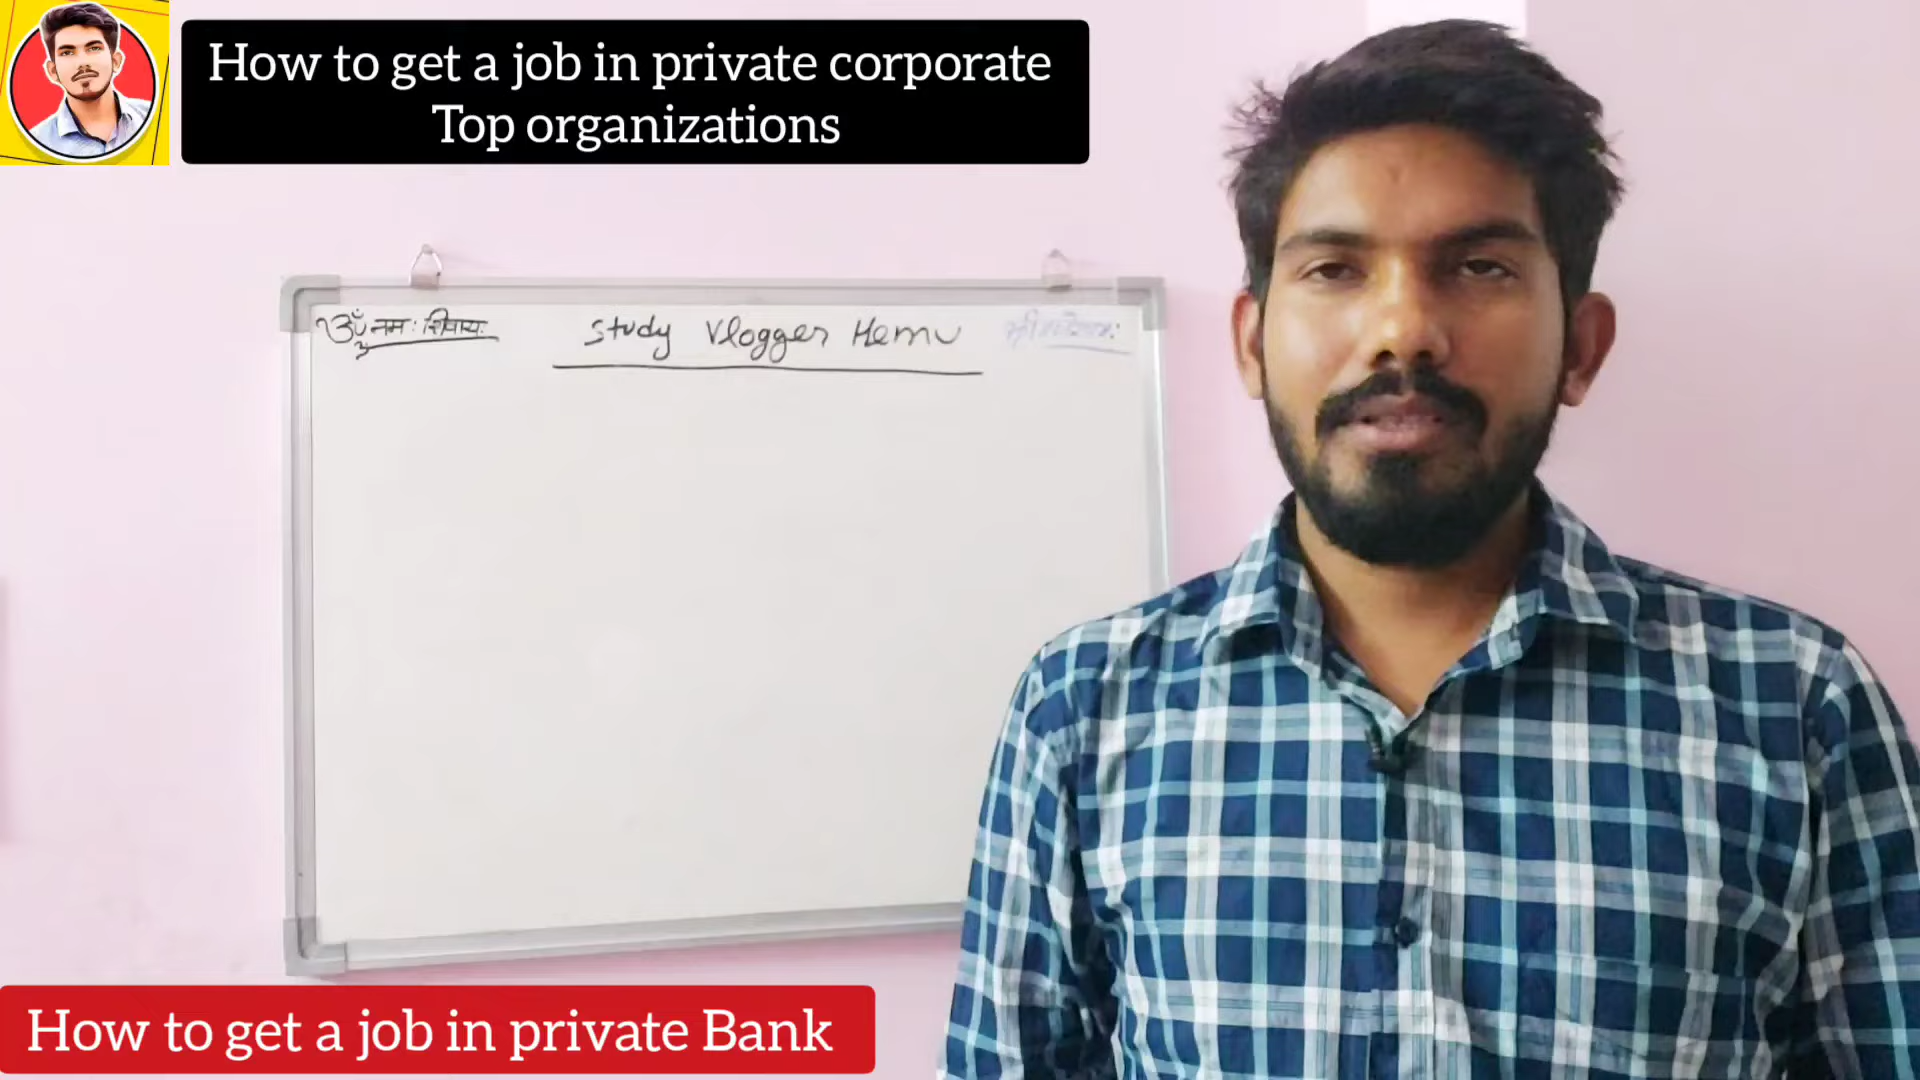 How to get a job in private corporate
Top organizations
ॐ नमः शिवायः
Study Vlogger Hemu
How to get a job in private Bank